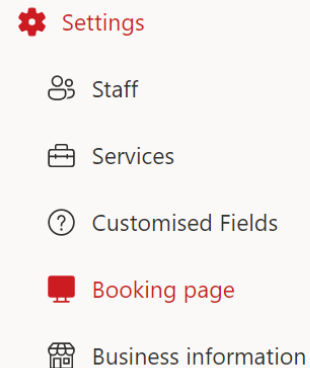 Settings
Staff
Services
Customised Fields
Booking page
Business information